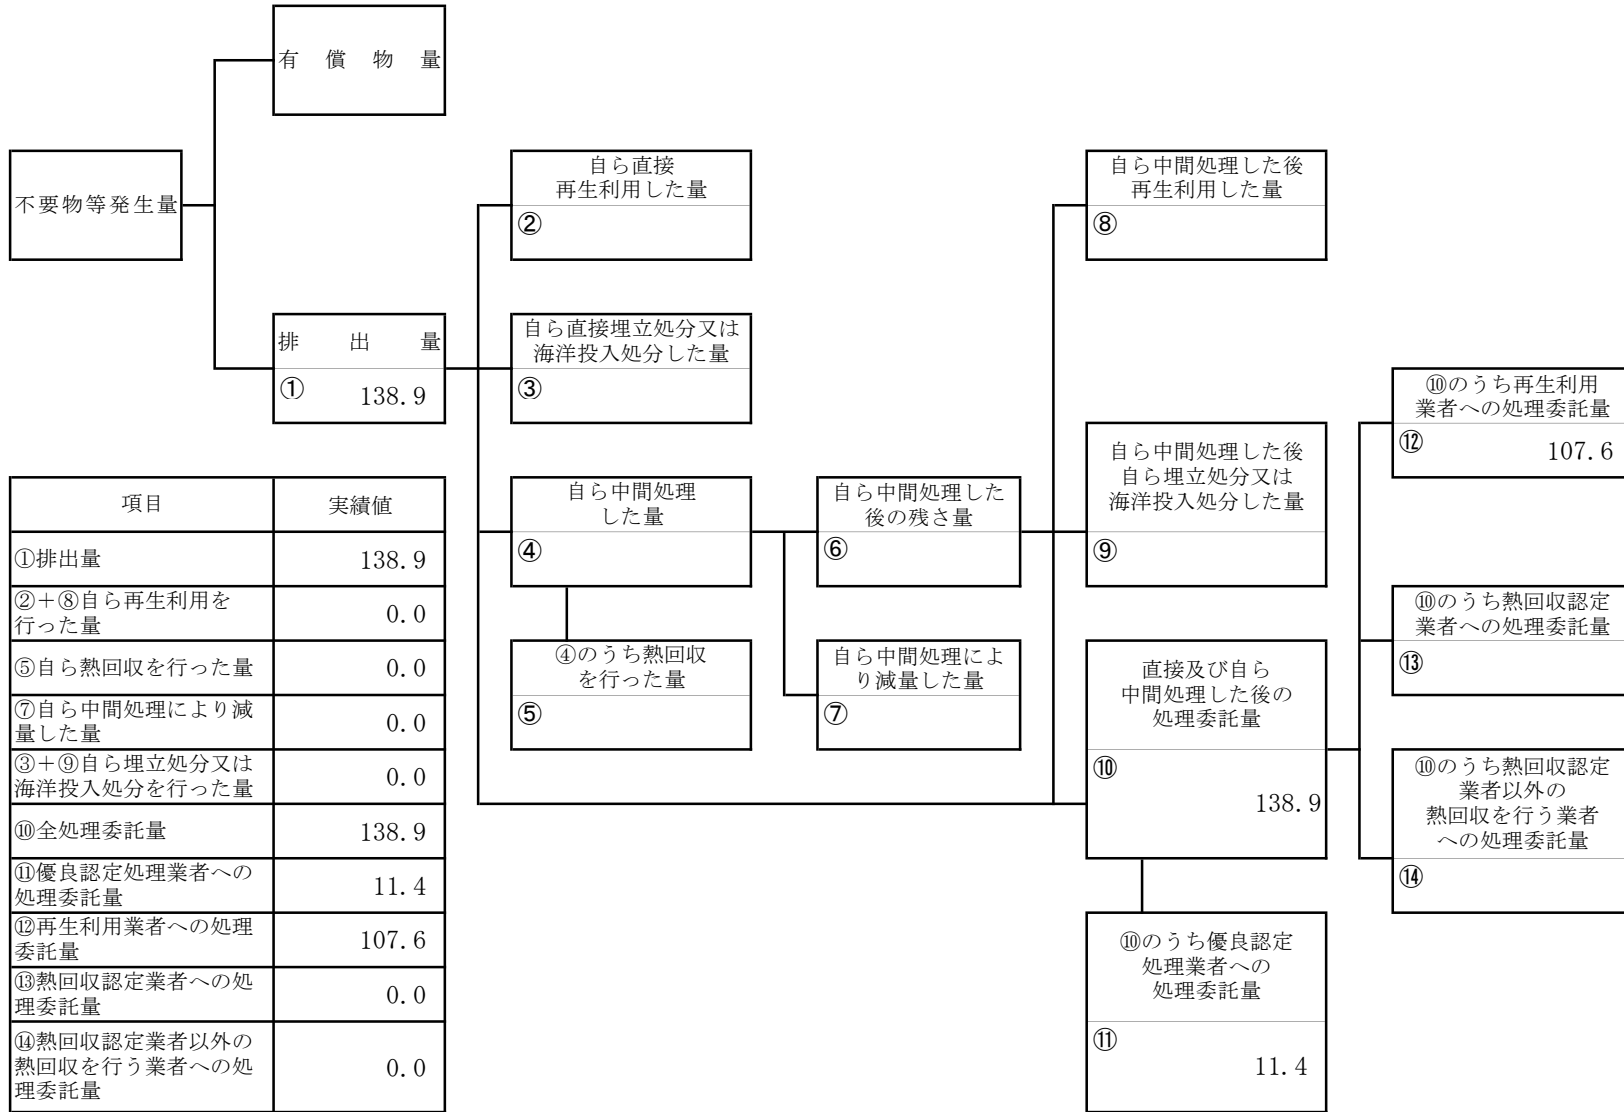 有償物量
不要物等発生量
自ら直接
再生利用した量
②
自ら中間処理した後
再生利用した量
⑧
排出量
① 138.9
自ら直接埋立処分又は
海洋投入処分した量
③
⑩のうち再生利用
業者への処理委託量
⑫ 107.6
自ら中間処理した後
自ら埋立処分又は
海洋投入処分した量
⑨
自ら中間処理
した量
④
自ら中間処理した
後の残さ量
⑥
④のうち熱回収
を行った量
⑤
自ら中間処理によ
り減量した量
⑦
直接及び自ら
中間処理した後の
処理委託量
⑩
138.9
⑩のうち熱回収認定
業者への処理委託量
⑬
⑩のうち熱回収認定
業者以外の
熱回収を行う業者
への処理委託量
⑭
⑩のうち優良認定
処理業者への
処理委託量
⑪
11.4
項目 実績値
①排出量 138.9
②+⑧自ら再生利用を
行った量 0.0
⑤自ら熱回収を行った量 0.0
⑦自ら中間処理により減
量した量 0.0
③+⑨自ら埋立処分又は
海洋投入処分を行った量 0.0
⑩全処理委託量 138.9
⑪優良認定処理業者への
処理委託量 11.4
⑫再生利用業者への処理
委託量 107.6
⑬熱回収認定業者への処
理委託量 0.0
⑭熱回収認定業者以外の
熱回収を行う業者への処
理委託量 0.0